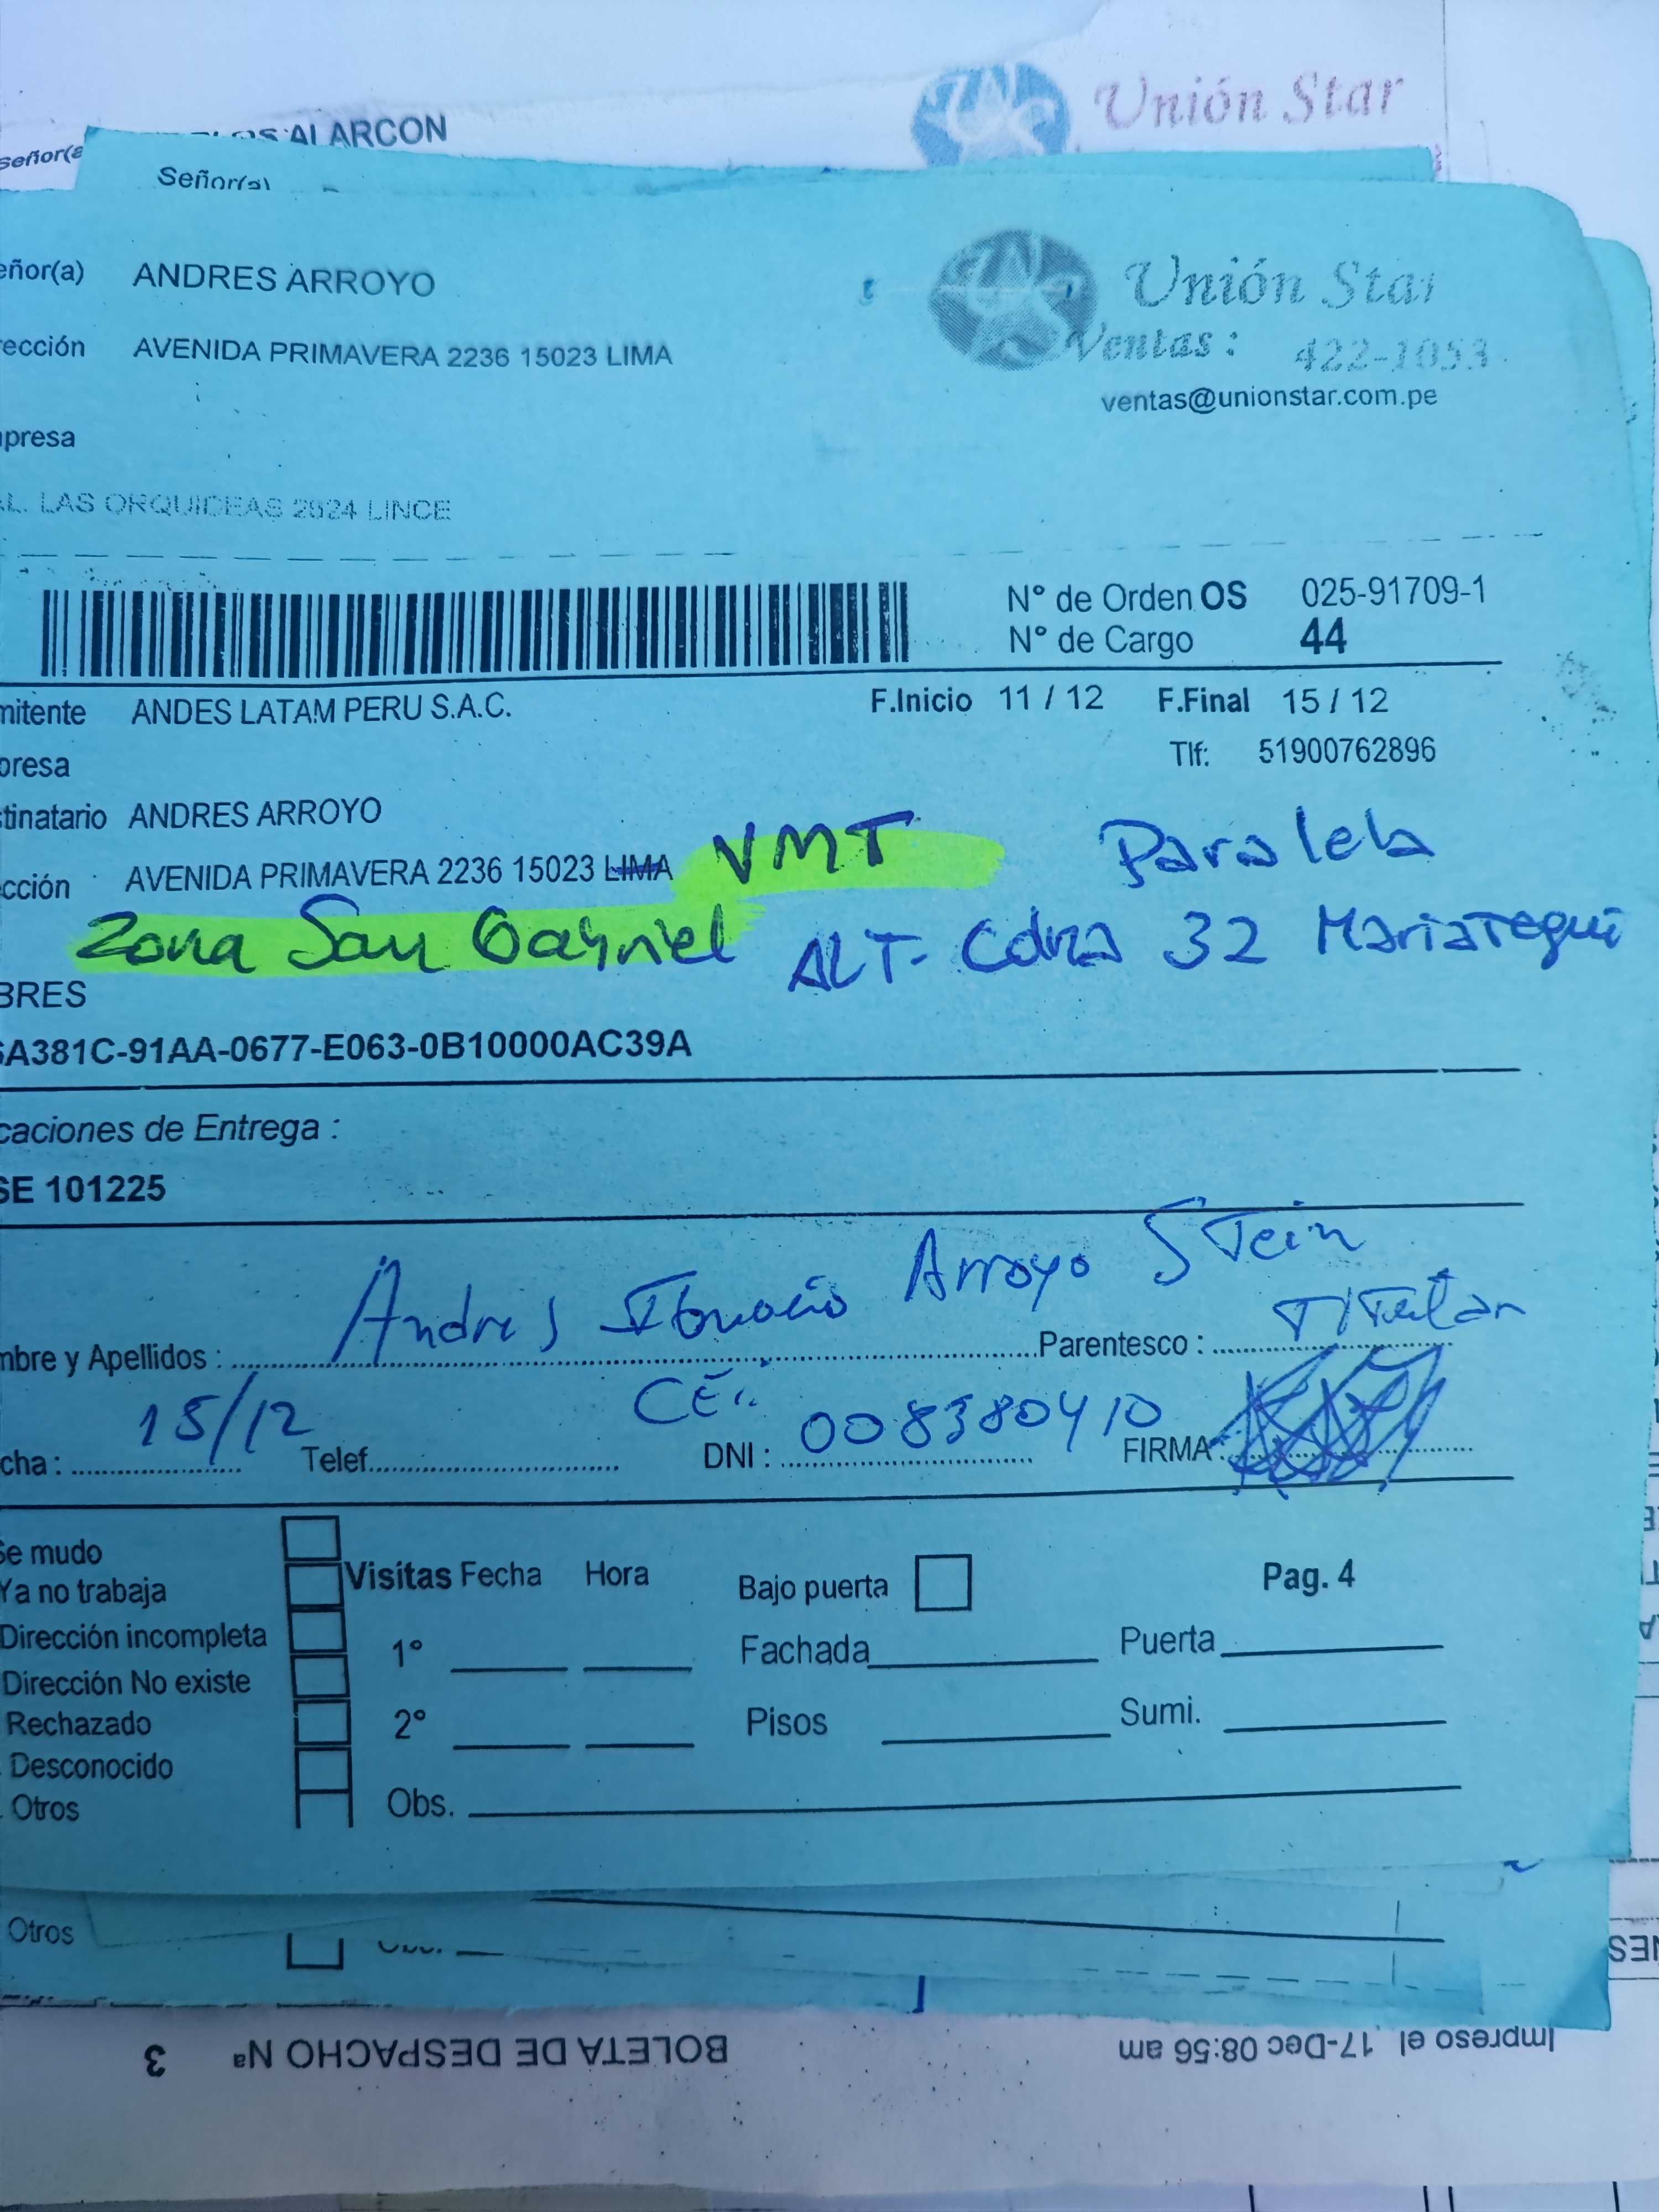 ALARCON
Unión Star
Señor(a)
eñor(a) ANDRES ARROYO
Unión Star
ección AVENIDA PRIMAVERA 2236 15023 LIMA
Ventas: 422-1053
ventas@unionstar.com.pe
presa
AL. LAS ORQUIDEAS 2624 LINCE
N° de Orden OS 025-91709-1
N° de Cargo 44
mitente ANDES LATAM PERU S.A.C. F.Inicio 11 / 12 F.Final 15 / 12
presa Tlf: 51900762896
tinatario ANDRES ARROYO
cción AVENIDA PRIMAVERA 2236 15023 LIMA VMT Paralela
Zona San Gabriel ALT- Cdra 32 Mariategui
BRES
A381C-91AA-0677-E063-0B10000AC39A
caciones de Entrega :
SE 101225
mbre y Apellidos : Andres Ignacio Arroyo Stein Parentesco : Titular
cha : 15/12 Telef. CE: DNI : 008380410 FIRMA :
Se mudo
Ya no trabaja
Dirección incompleta
Dirección No existe
Rechazado
Desconocido
Otros
Visitas Fecha Hora Bajo puerta Pag. 4
1° Fachada Puerta
2° Pisos Sumi.
Obs.
Otros
BOLETA DE DESPACHO Nª 3
Impreso el 17-Dec 08:56 am